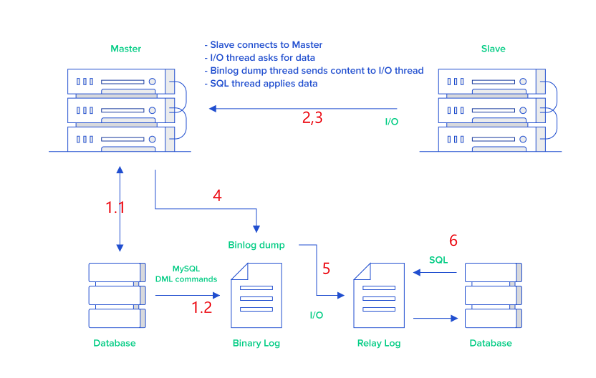 Master
- Slave connects to Master
- I/O thread asks for data
- Binlog dump thread sends content to I/O thread
- SQL thread applies data
Slave
2,3
I/O
1.1
4
Binlog dump
5
6
SQL
MySQL
DML commands
1.2
I/O
Database
Binary Log
Relay Log
Database